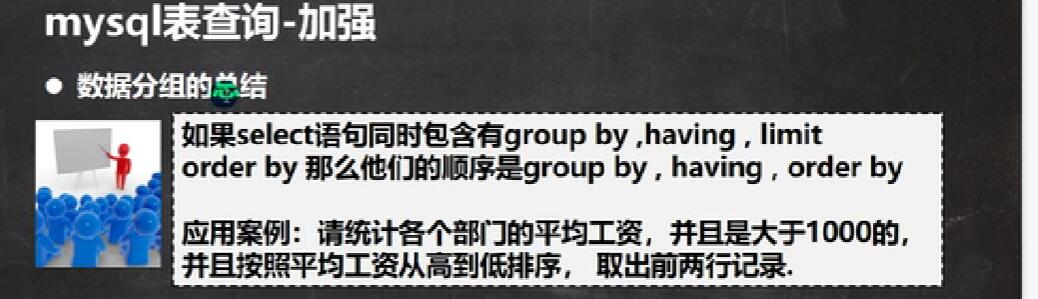 mysql表查询-加强
● 数据分组的总结
如果select语句同时包含有group by ,having , limit
order by 那么他们的顺序是group by , having , order by
应用案例：请统计各个部门的平均工资，并且是大于1000的，
并且按照平均工资从高到低排序， 取出前两行记录.